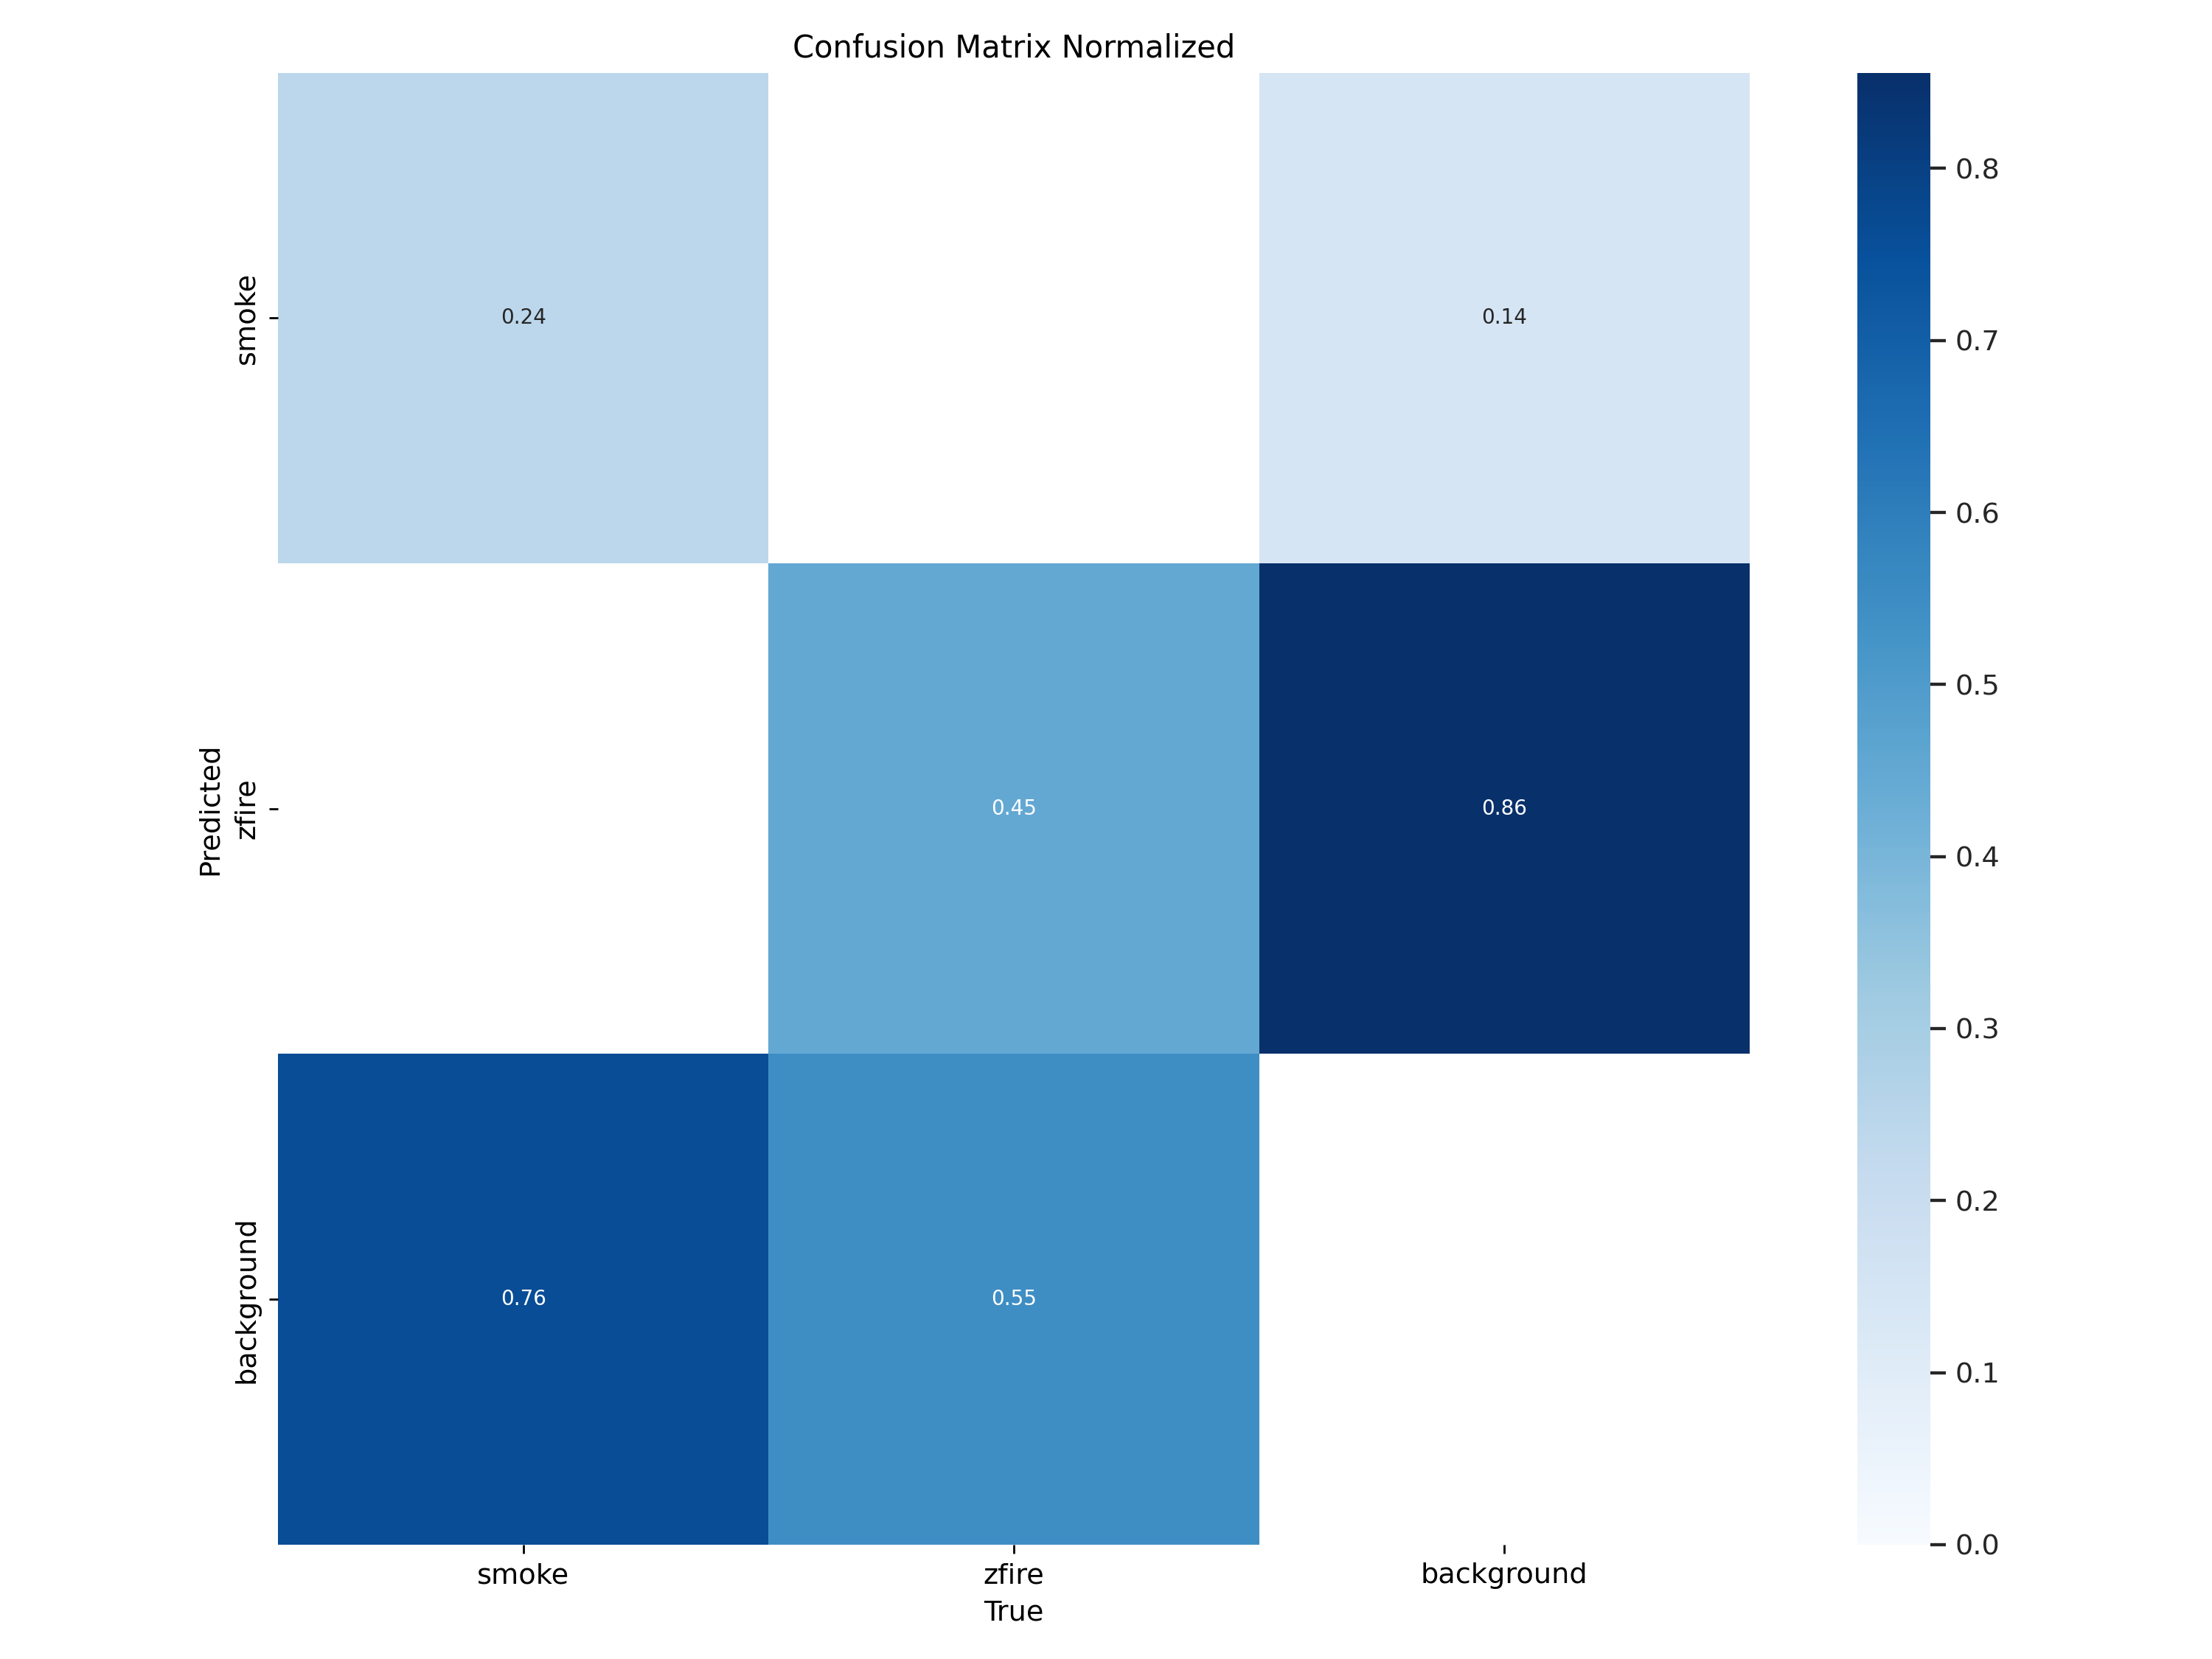 Confusion Matrix Normalized
Predicted
smoke
zfire
background
0.24
0.14
0.45
0.86
0.76
0.55
smoke
zfire
background
True
0.8
0.7
0.6
0.5
0.4
0.3
0.2
0.1
0.0